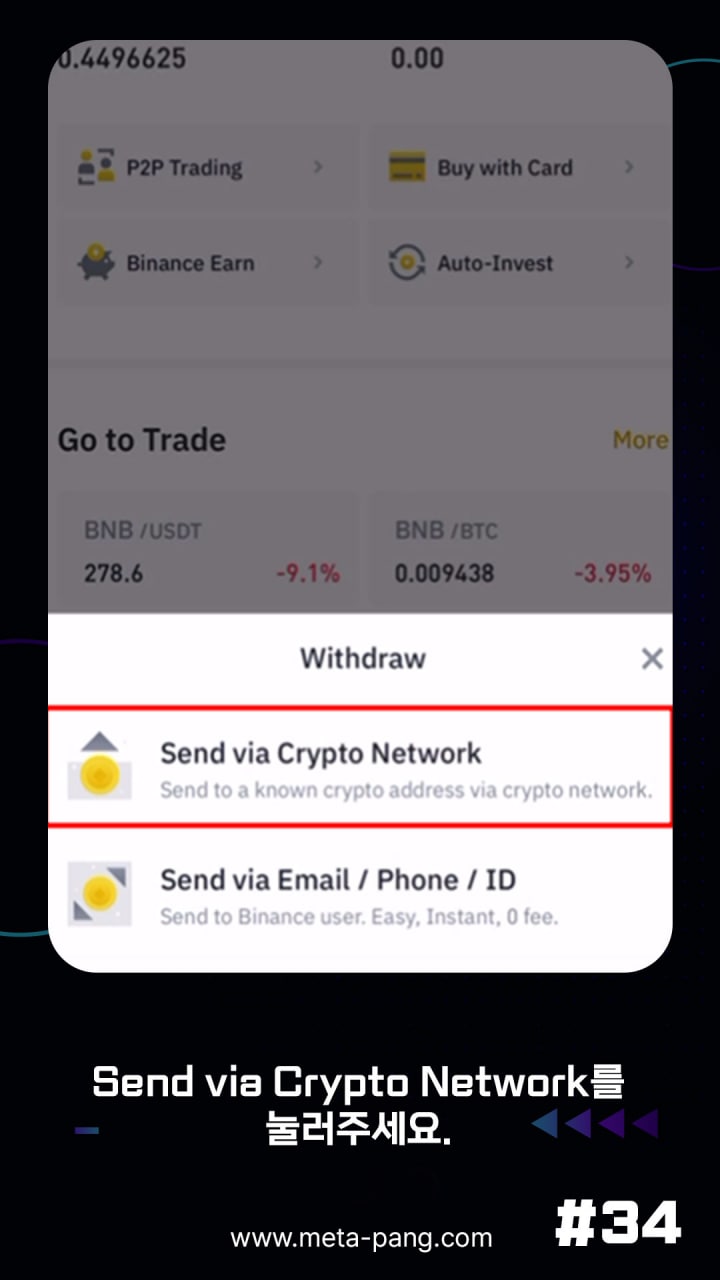 0.4496625 0.00
P2P Trading Buy with Card
Binance Earn Auto-Invest
Go to Trade More
BNB /USDT BNB /BTC
278.6 -9.1% 0.009438 -3.95%
Withdraw
Send via Crypto Network
Send to a known crypto address via crypto network.
Send via Email / Phone / ID
Send to Binance user. Easy, Instant, 0 fee.
Send via Crypto Network를
눌러주세요.
#34
www.meta-pang.com